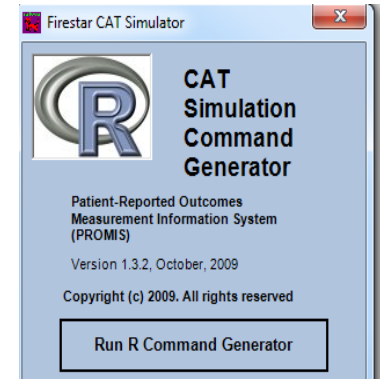 Firestar CAT Simulator
R
CAT
Simulation
Command
Generator
Patient-Reported Outcomes
Measurement Information System
(PROMIS)
Version 1.3.2, October, 2009
Copyright (c) 2009. All rights reserved
Run R Command Generator